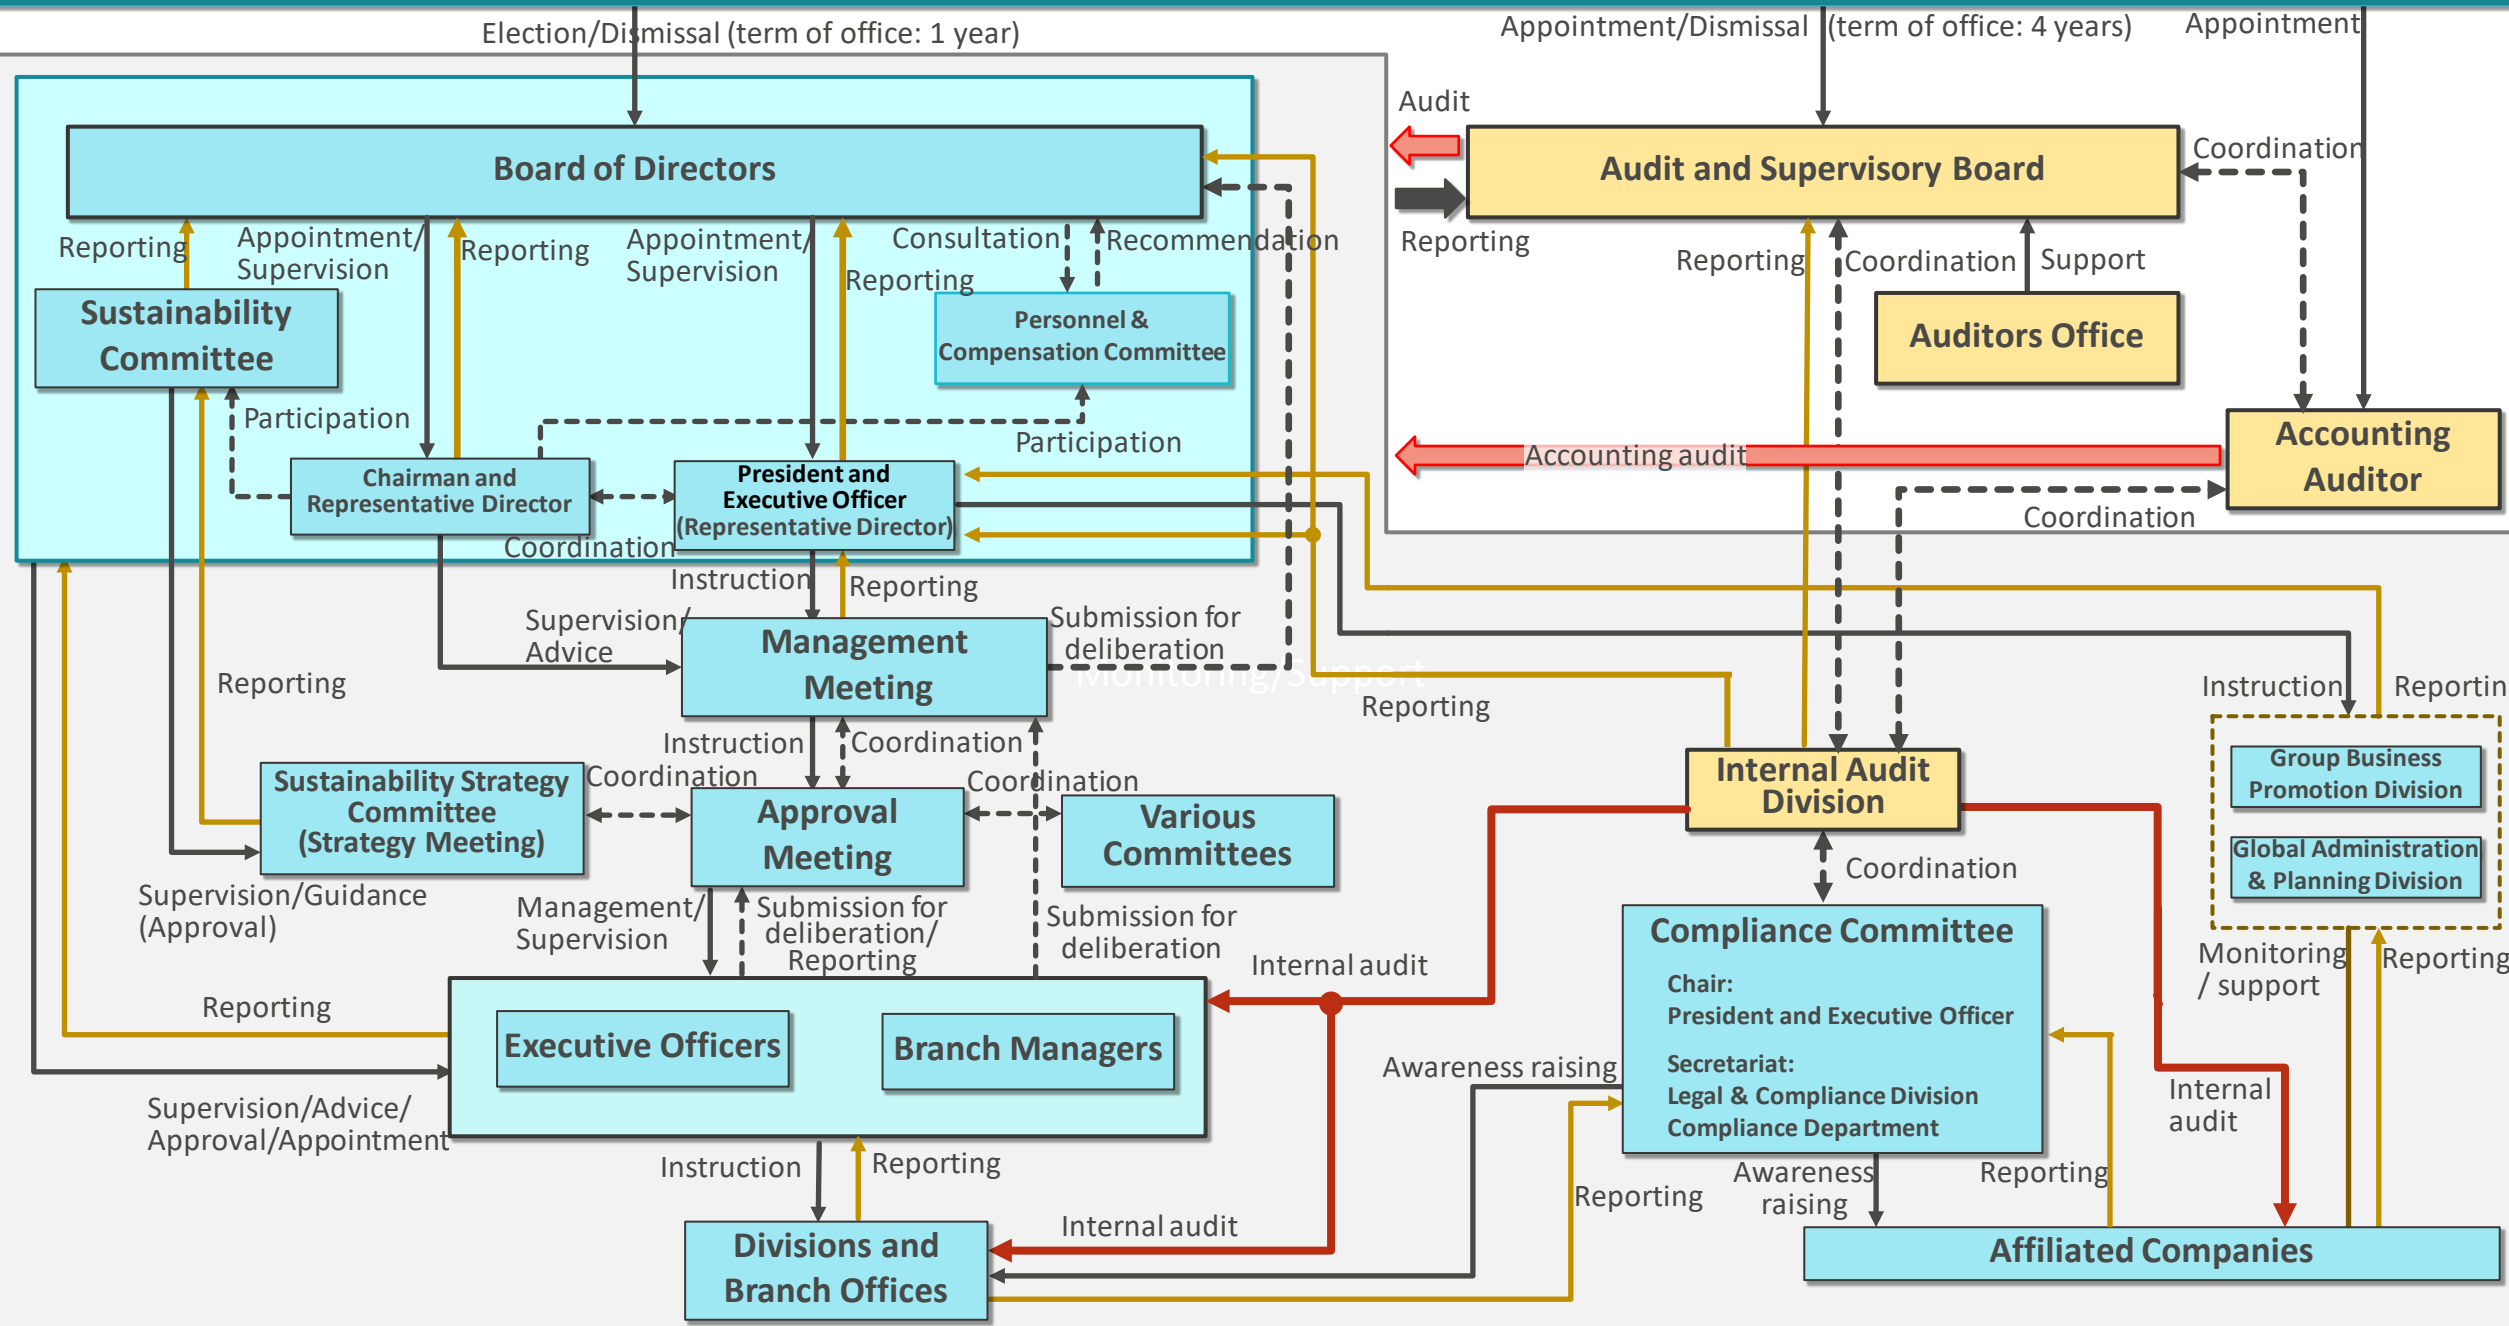 Election/Dismissal (term of office: 1 year)
Appointment/Dismissal (term of office: 4 years)
Appointment
Audit
Board of Directors
Audit and Supervisory Board
Coordination
Reporting
Appointment/
Supervision
Reporting
Appointment/
Supervision
Reporting
Consultation
Recommendation
Reporting
Reporting
Coordination
Support
Sustainability
Committee
Personnel &
Compensation Committee
Auditors Office
Participation
Participation
Accounting audit
Accounting
Auditor
Chairman and
Representative Director
President and
Executive Officer
(Representative Director)
Coordination
Coordination
Instruction
Reporting
Supervision/
Advice
Management
Meeting
Submission for
deliberation
Monitoring/Support
Reporting
Reporting
Instruction
Reportin
Instruction
Coordination
Coordination
Coordination
Sustainability Strategy
Committee
(Strategy Meeting)
Approval
Meeting
Various
Committees
Internal Audit
Division
Group Business
Promotion Division
Global Administration
& Planning Division
Coordination
Supervision/Guidance
(Approval)
Management/
Supervision
Submission for
deliberation/
Reporting
Submission for
deliberation
Internal audit
Monitoring
/ support
Reporting
Compliance Committee
Chair:
President and Executive Officer
Secretariat:
Legal & Compliance Division
Compliance Department
Reporting
Executive Officers
Branch Managers
Awareness raising
Internal
audit
Supervision/Advice/
Approval/Appointment
Instruction
Reporting
Reporting
Awareness
raising
Reporting
Internal audit
Divisions and
Branch Offices
Affiliated Companies